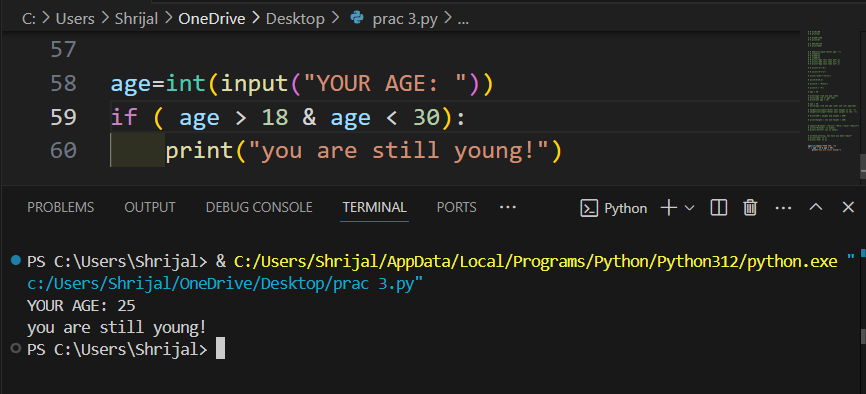 C: > Users > Shrijal > OneDrive > Desktop > prac 3.py > ...
57
58 age=int(input("YOUR AGE: "))
59 if ( age > 18 & age < 30):
60 print("you are still young!")
PROBLEMS OUTPUT DEBUG CONSOLE TERMINAL PORTS ... Python
PS C:\Users\Shrijal> & C:/Users/Shrijal/AppData/Local/Programs/Python/Python312/python.exe "
c:/Users/Shrijal/OneDrive/Desktop/prac 3.py"
YOUR AGE: 25
you are still young!
PS C:\Users\Shrijal>